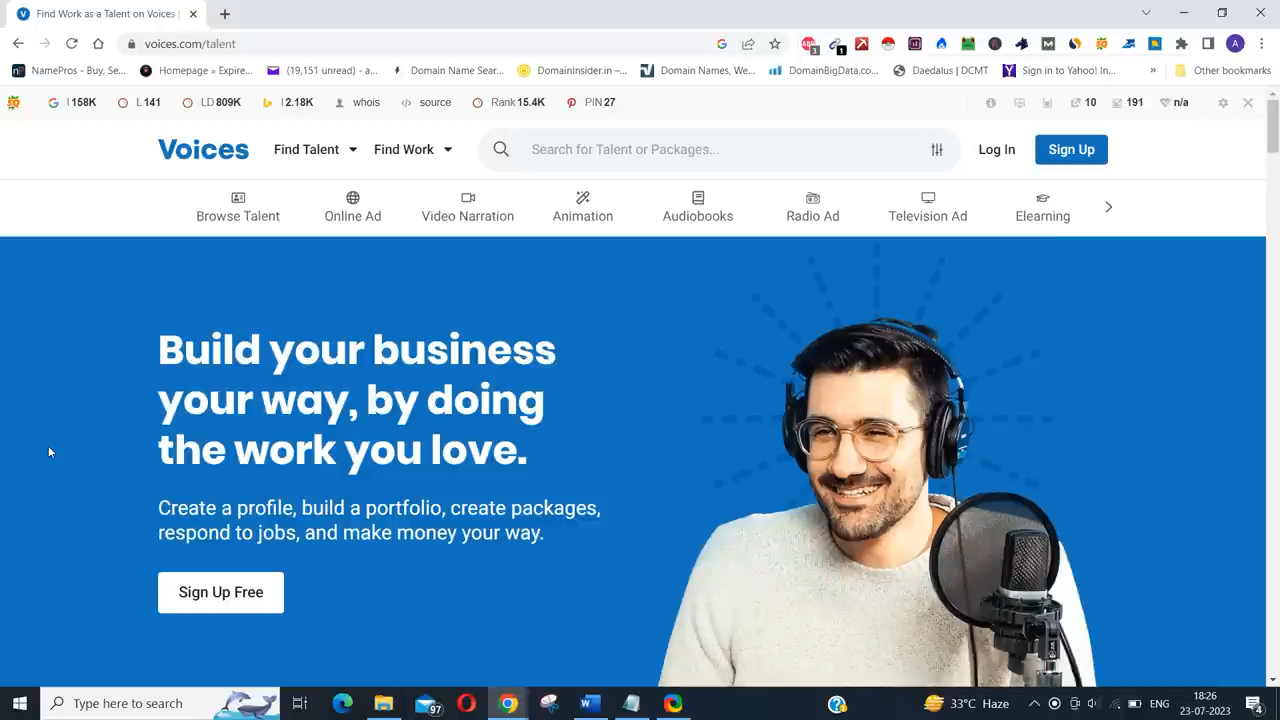 Find Work as a Talent on Voices |
voices.com/talent
3
1
A
NamePros - Buy, Se...
Homepage » Expire...
(19,151 unread) - a...
Domain Name Sear...
DomainInsider.in –...
Domain Names, We...
DomainBigData.co...
Daedalus | DCMT
Sign in to Yahoo! In...
»
Other bookmarks
I 158K
L 141
LD 809K
I 2.18K
whois
source
Rank 15.4K
PIN 27
10
191
n/a
Voices
Find Talent
Find Work
Search for Talent or Packages...
Log In
Sign Up
Browse Talent
Online Ad
Video Narration
Animation
Audiobooks
Radio Ad
Television Ad
Elearning
Build your business
your way, by doing
the work you love.
Create a profile, build a portfolio, create packages,
respond to jobs, and make money your way.
Sign Up Free
Type here to search
97
33°C Haze
ENG
18:26
23-07-2023
4